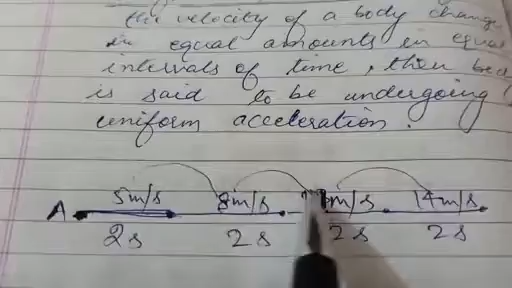 the velocity of a body change
in equal amounts in equal
intervals of time, then bod
is said to be undergoing
uniform acceleration.
5m/s 8m/s m/s 14m/s
A
2s 2s 2s 2s